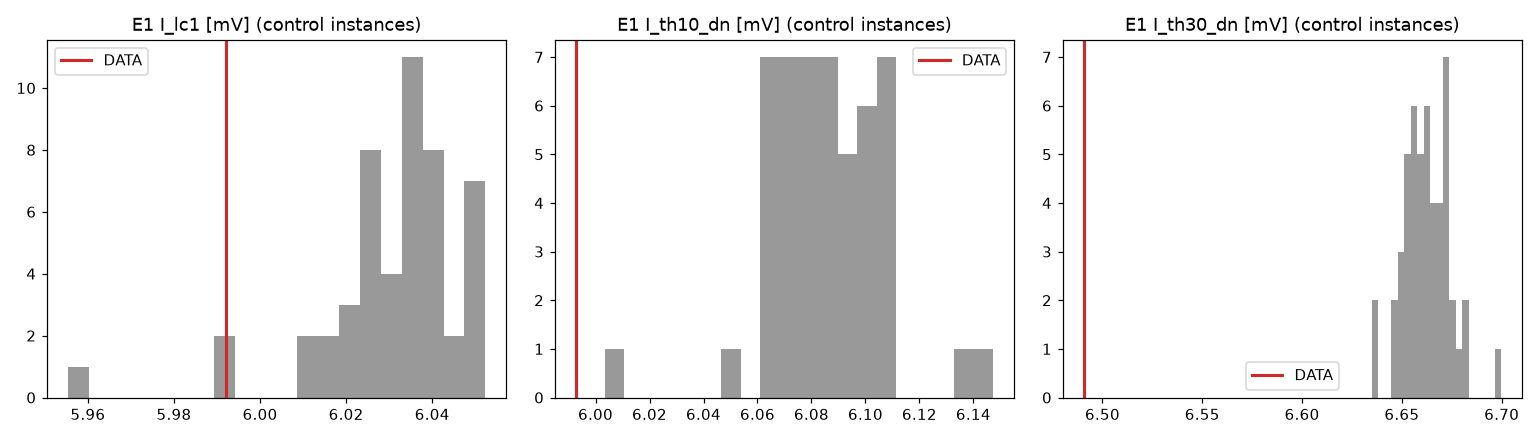 E1 I_lc1 [mV] (control instances)
DATA
10
8
6
4
2
0
5.96 5.98 6.00 6.02 6.04
E1 I_th10_dn [mV] (control instances)
DATA
7
6
5
4
3
2
1
0
6.00 6.02 6.04 6.06 6.08 6.10 6.12 6.14
E1 I_th30_dn [mV] (control instances)
7
6
5
4
3
2
1
0
DATA
6.50 6.55 6.60 6.65 6.70